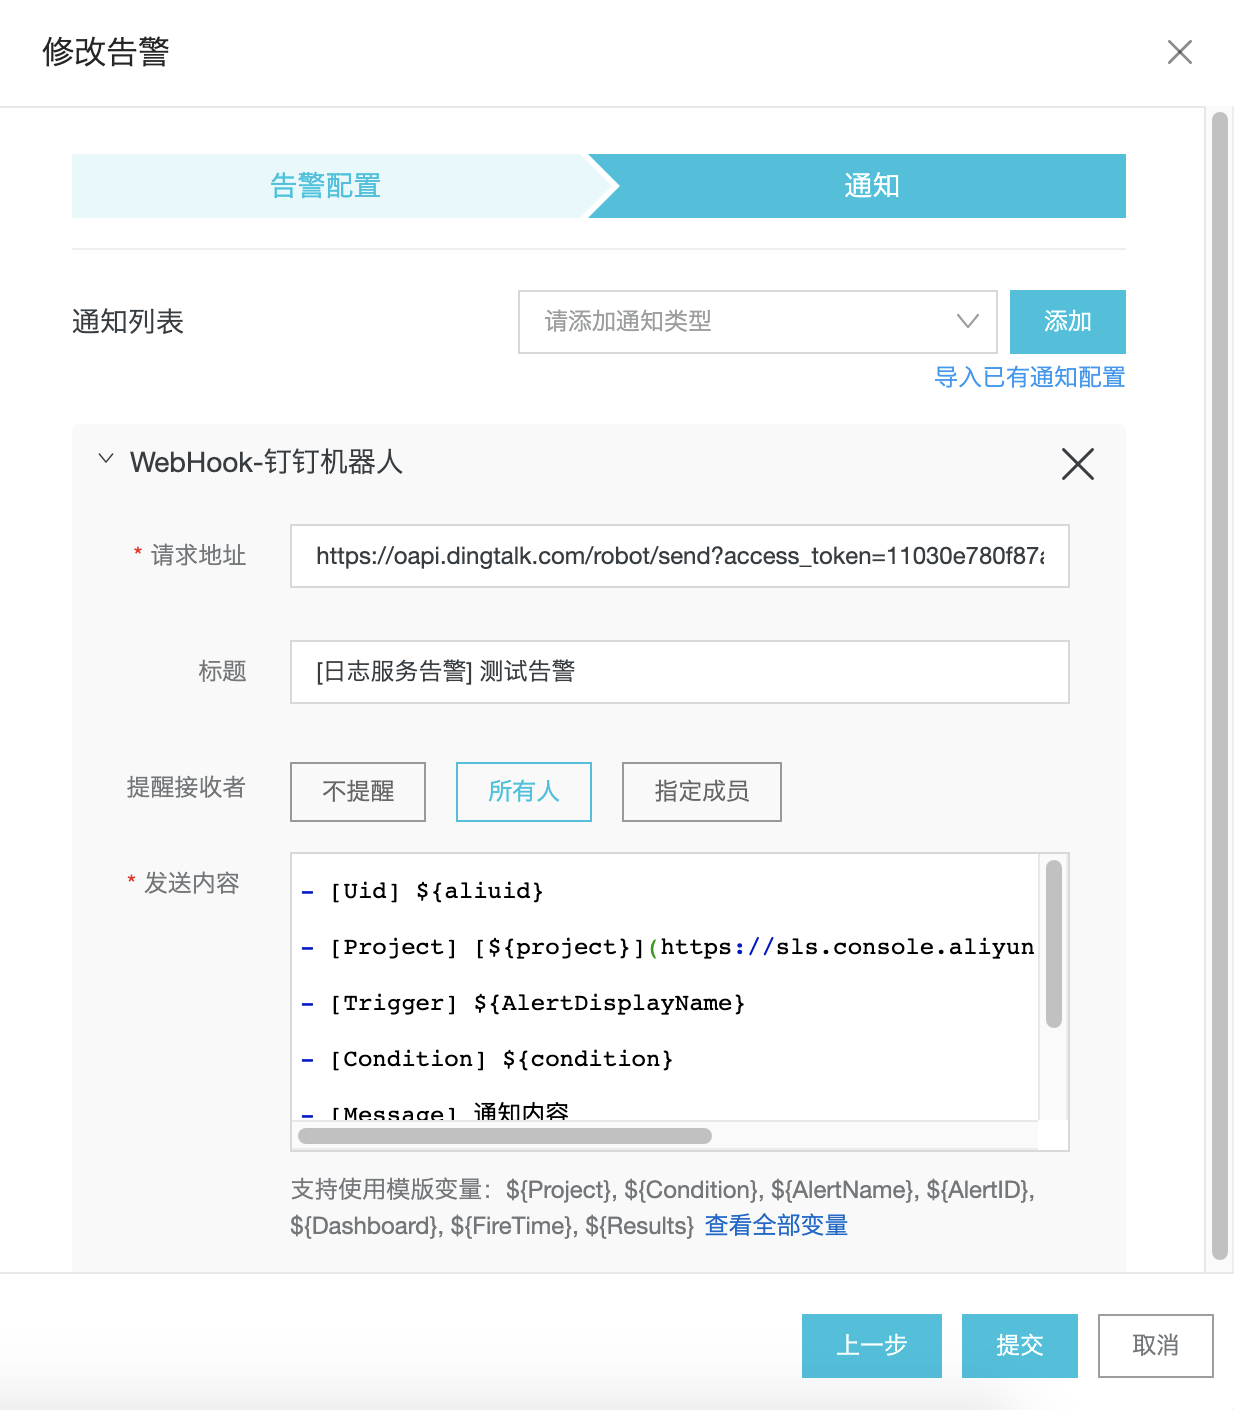 修改告警
告警配置
通知
通知列表
请添加通知类型
添加
导入已有通知配置
WebHook-钉钉机器人
* 请求地址
https://oapi.dingtalk.com/robot/send?access_token=11030e780f87a
标题
[日志服务告警] 测试告警
提醒接收者
不提醒
所有人
指定成员
* 发送内容
- [Uid] ${aliuid}
- [Project] [${project}](https://sls.console.aliyun
- [Trigger] ${AlertDisplayName}
- [Condition] ${condition}
- [Message] 通知内容
支持使用模版变量：${Project}, ${Condition}, ${AlertName}, ${AlertID},
${Dashboard}, ${FireTime}, ${Results} 查看全部变量
上一步
提交
取消